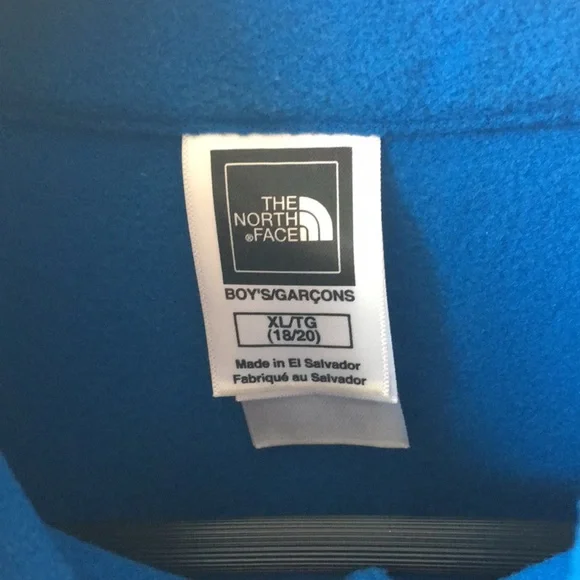 THE
NORTH
®FACE
BOY'S/GARÇONS
XL/TG
(18/20)
Made in El Salvador
Fabriqué au Salvador